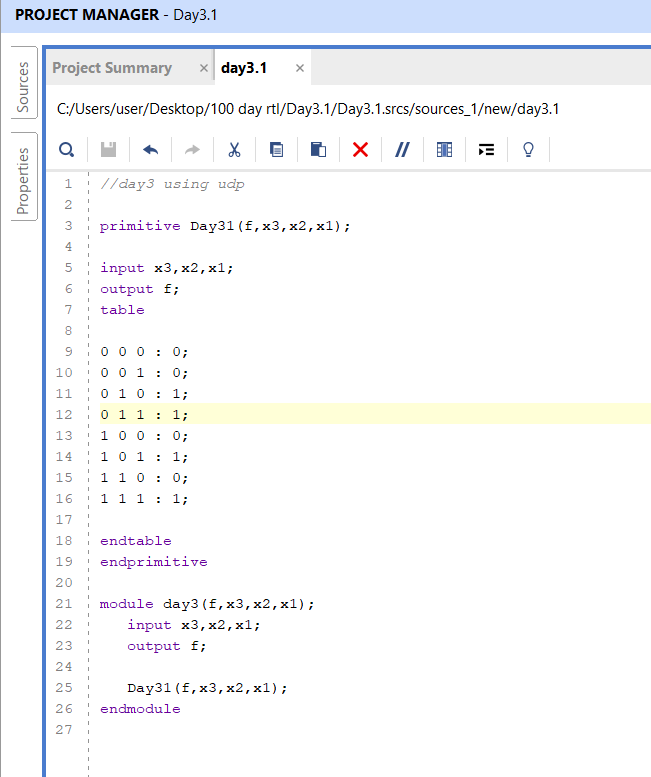 PROJECT MANAGER - Day3.1
Sources
Properties
Project Summary × day3.1 ×
C:/Users/user/Desktop/100 day rtl/Day3.1/Day3.1.srcs/sources_1/new/day3.1
1 //day3 using udp
2
3 primitive Day31(f,x3,x2,x1);
4
5 input x3,x2,x1;
6 output f;
7 table
8
9 0 0 0 : 0;
10 0 0 1 : 0;
11 0 1 0 : 1;
12 0 1 1 : 1;
13 1 0 0 : 0;
14 1 0 1 : 1;
15 1 1 0 : 0;
16 1 1 1 : 1;
17
18 endtable
19 endprimitive
20
21 module day3(f,x3,x2,x1);
22 input x3,x2,x1;
23 output f;
24
25 Day31(f,x3,x2,x1);
26 endmodule
27